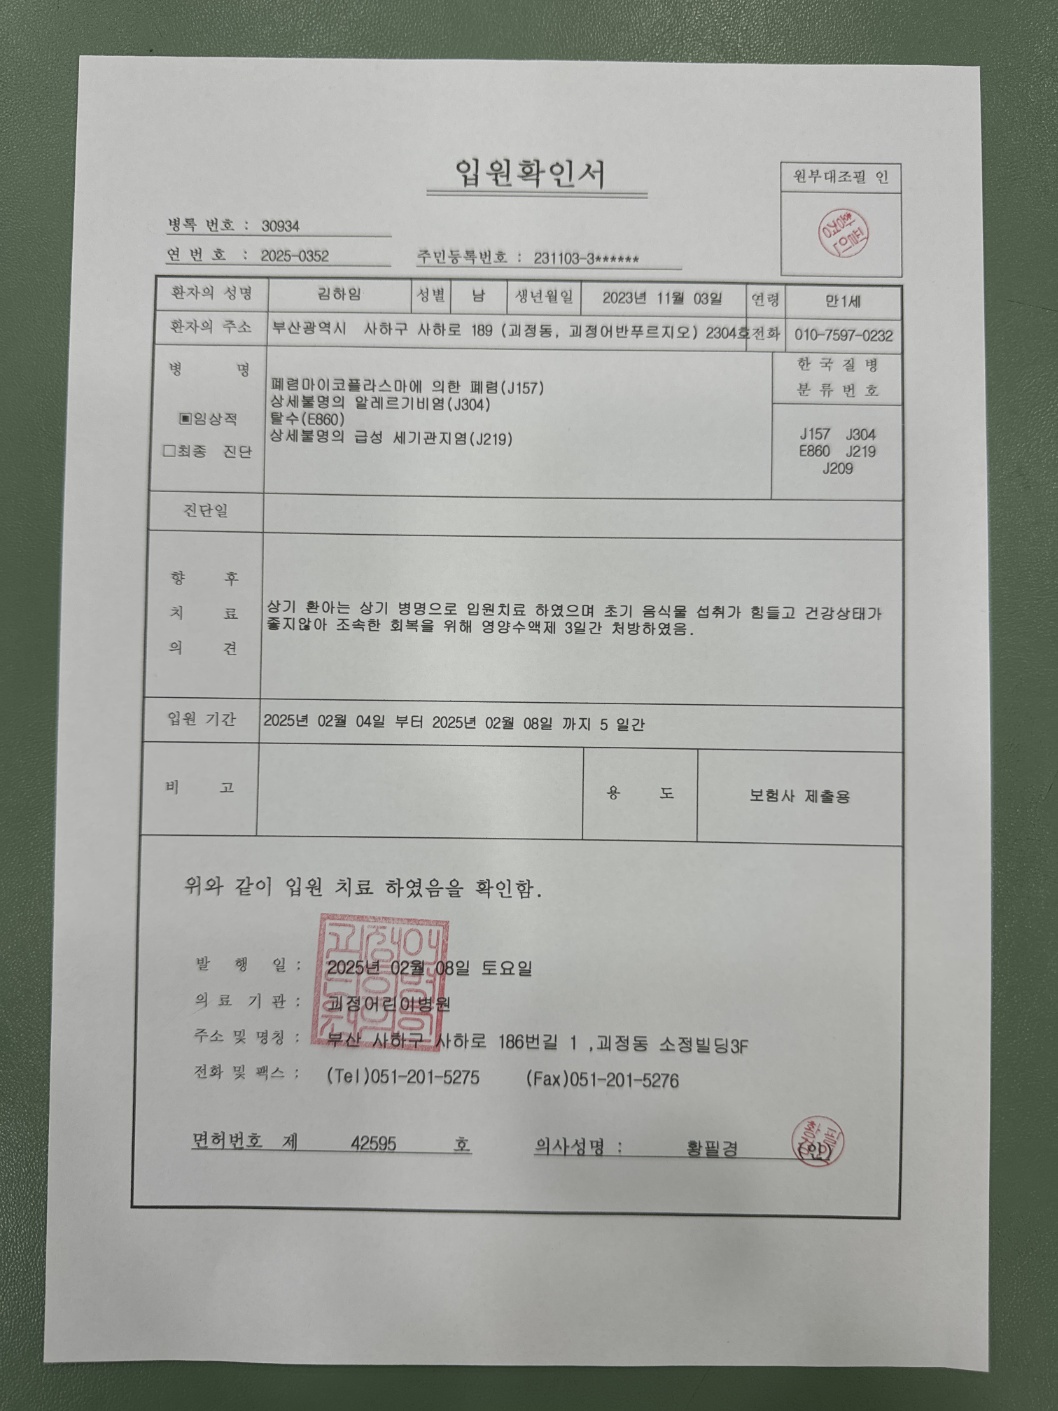 입원확인서
원부대조필 인
병록 번호 : 30934
연 번 호 : 2025-0352 주민등록번호 : 231103-3******
환자의 성명 김하임 성별 남 생년월일 2023년 11월 03일 연령 만1세
환자의 주소 부산광역시 사하구 사하로 189 (괴정동, 괴정어반푸르지오) 2304호 전화 010-7597-0232
병 명
▣임상적
□최종 진단
폐렴마이코플라스마에 의한 폐렴(J157)
상세불명의 알레르기비염(J304)
탈수(E860)
상세불명의 급성 세기관지염(J219)
한 국 질 병
분 류 번 호
J157 J304
E860 J219
J209
진단일
향 후
치 료
의 견
상기 환아는 상기 병명으로 입원치료 하였으며 초기 음식물 섭취가 힘들고 건강상태가
좋지않아 조속한 회복을 위해 영양수액제 3일간 처방하였음.
입원 기간 2025년 02월 04일 부터 2025년 02월 08일 까지 5 일간
비 고 용 도 보험사 제출용
위와 같이 입원 치료 하였음을 확인함.
발 행 일 : 2025년 02월 08일 토요일
의 료 기 관 : 괴정어린이병원
주소 및 명칭 : 부산 사하구 사하로 186번길 1 ,괴정동 소정빌딩3F
전화 및 팩스 : (Tel)051-201-5275 (Fax)051-201-5276
면허번호 제 42595 호 의사성명 : 황필경 (인)